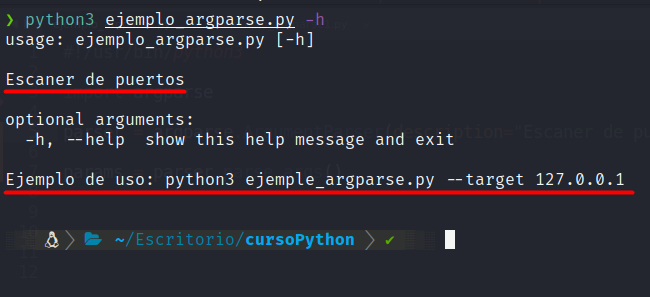 ❯ python3 ejemplo_argparse.py -h
usage: ejemplo_argparse.py [-h]
Escaner de puertos
optional arguments:
-h, --help show this help message and exit
Ejemplo de uso: python3 ejemple_argparse.py --target 127.0.0.1
~/Escritorio/cursoPython ✔